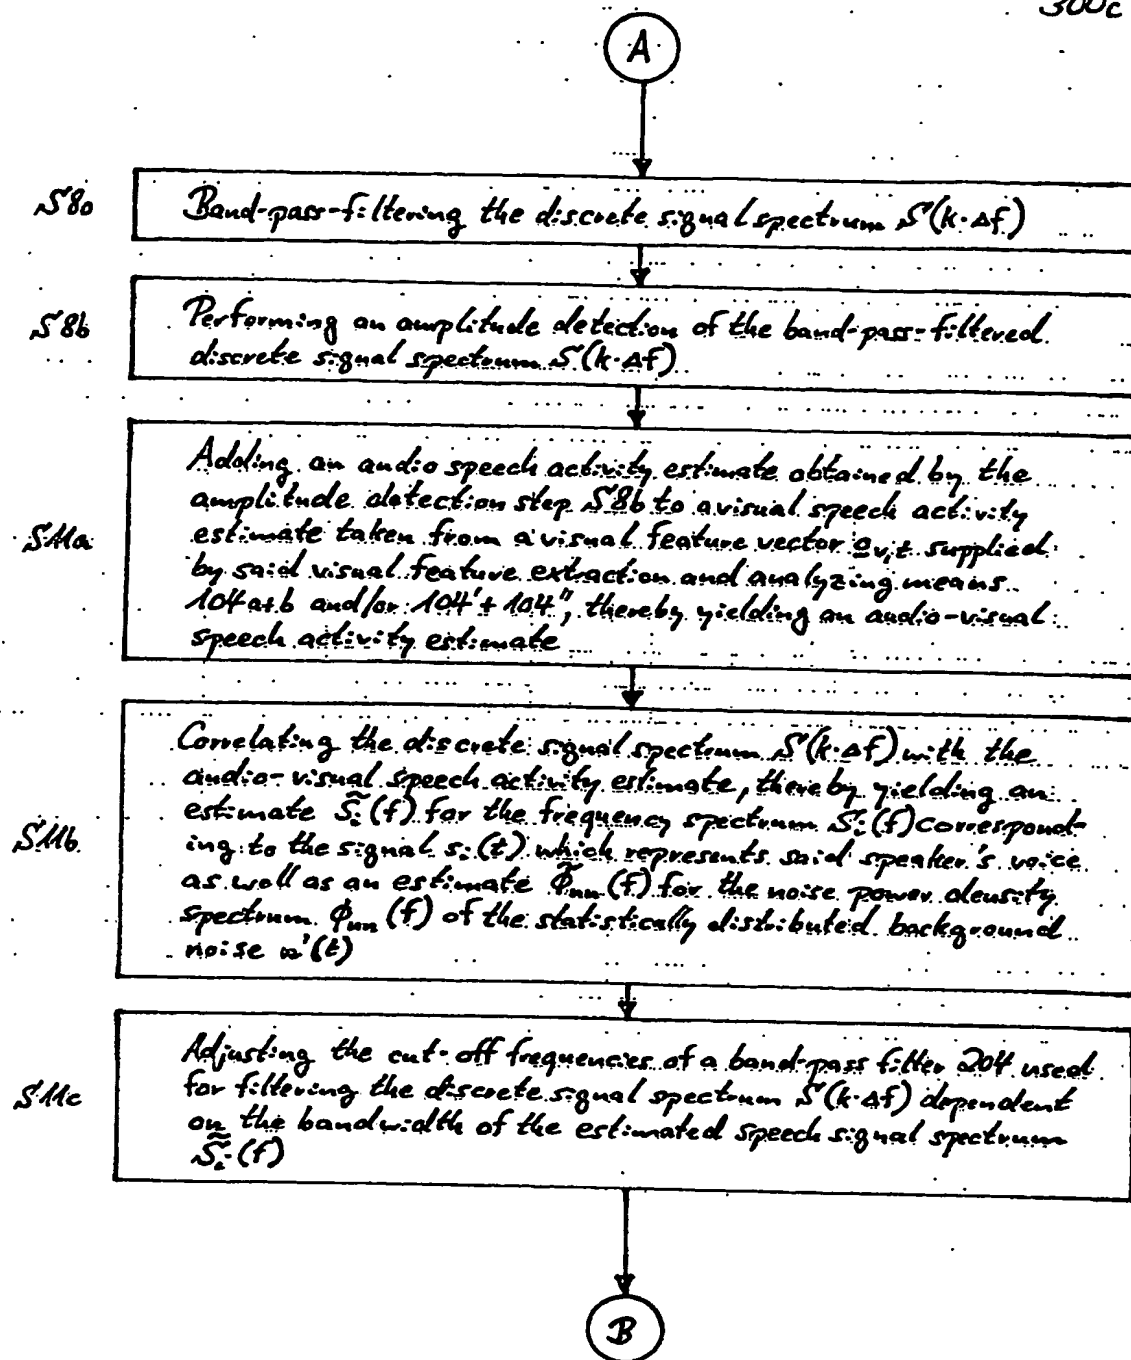 300c
A
S8a
Band-pass-filtering the discrete signal spectrum S(k·Δf)
S8b
Performing an amplitude detection of the band-pass-filtered
discrete signal spectrum S(k·Δf)
S11a
Adding an audio speech activity estimate obtained by the
amplitude detection step S8b to a visual speech activity
estimate taken from a visual feature vector o̲v,t supplied
by said visual feature extraction and analyzing means
104a+b and/or 104'+104", thereby yielding an audio-visual
speech activity estimate
S11b
Correlating the discrete signal spectrum S(k·Δf) with the
audio-visual speech activity estimate, thereby yielding an
estimate S̃i(f) for the frequency spectrum Si(f) correspond-
ing to the signal si(t) which represents said speaker's voice
as well as an estimate Φ̃nn(f) for the noise power density
spectrum Φnn(f) of the statistically distributed background
noise n'(t)
S11c
Adjusting the cut-off frequencies of a band-pass filter 204 used
for filtering the discrete signal spectrum S(k·Δf) dependent
on the bandwidth of the estimated speech signal spectrum
S̃i(f)
B